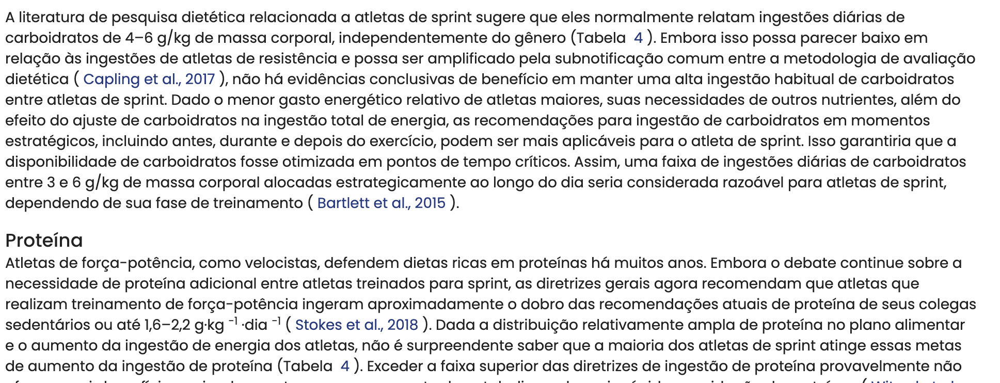 A literatura de pesquisa dietética relacionada a atletas de sprint sugere que eles normalmente relatam ingestões diárias de
carboidratos de 4–6 g/kg de massa corporal, independentemente do gênero (Tabela 4 ). Embora isso possa parecer baixo em
relação às ingestões de atletas de resistência e possa ser amplificado pela subnotificação comum entre a metodologia de avaliação
dietética ( Capling et al., 2017 ), não há evidências conclusivas de benefício em manter uma alta ingestão habitual de carboidratos
entre atletas de sprint. Dado o menor gasto energético relativo de atletas maiores, suas necessidades de outros nutrientes, além do
efeito do ajuste de carboidratos na ingestão total de energia, as recomendações para ingestão de carboidratos em momentos
estratégicos, incluindo antes, durante e depois do exercício, podem ser mais aplicáveis para o atleta de sprint. Isso garantiria que a
disponibilidade de carboidratos fosse otimizada em pontos de tempo críticos. Assim, uma faixa de ingestões diárias de carboidratos
entre 3 e 6 g/kg de massa corporal alocadas estrategicamente ao longo do dia seria considerada razoável para atletas de sprint,
dependendo de sua fase de treinamento ( Bartlett et al., 2015 ).
Proteína
Atletas de força-potência, como velocistas, defendem dietas ricas em proteínas há muitos anos. Embora o debate continue sobre a
necessidade de proteína adicional entre atletas treinados para sprint, as diretrizes gerais agora recomendam que atletas que
realizam treinamento de força-potência ingeram aproximadamente o dobro das recomendações atuais de proteína de seus colegas
sedentários ou até 1,6–2,2 g·kg ⁻¹ ·dia ⁻¹ ( Stokes et al., 2018 ). Dada a distribuição relativamente ampla de proteína no plano alimentar
e o aumento da ingestão de energia dos atletas, não é surpreendente saber que a maioria dos atletas de sprint atinge essas metas
de aumento da ingestão de proteína (Tabela 4 ). Exceder a faixa superior das diretrizes de ingestão de proteína provavelmente não